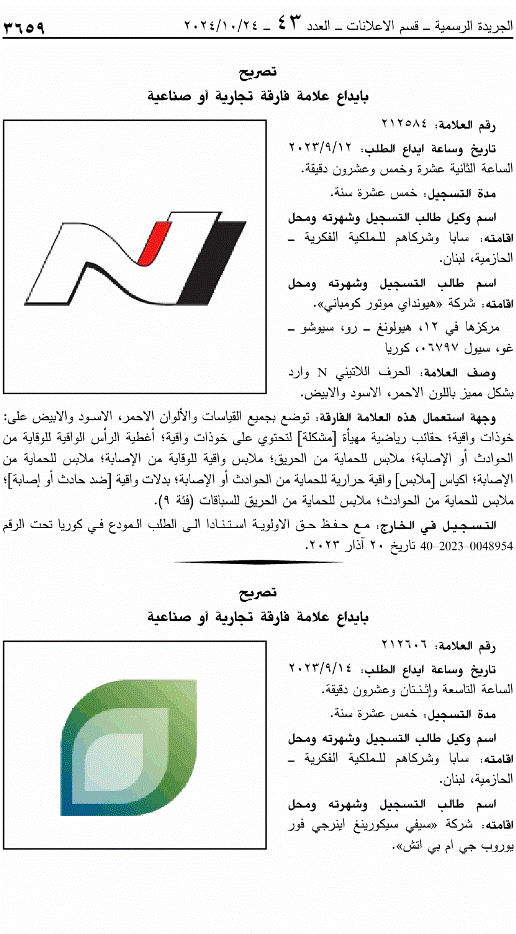 الجريدة الرسمية ــ قسم الاعلانات ــ العدد ٤٣ ــ ٢٠٢٤/١٠/٢٤
٣٦٥٩
تصريح
بايداع علامة فارقة تجارية أو صناعية
رقم العلامة: ٢١٢٥٨٤
تاريخ وساعة ايداع الطلب: ٢٠٢٣/٩/١٢
الساعة الثانية عشرة وخمس وعشرون دقيقة.
مدة التسجيل: خمس عشرة سنة.
اسم وكيل طالب التسجيل وشهرته ومحل
اقامته: سابا وشركاهم للملكية الفكرية ــ
الحازمية، لبنان.
اسم طالب التسجيل وشهرته ومحل
اقامته: شركة «هيونداي موتور كومباني».
مركزها في ١٢، هيولونغ ــ رو، سيوشو ــ
غو، سيول ٠٦٧٩٧، كوريا
وصف العلامة: الحرف اللاتيني N وارد
بشكل مميز باللون الاحمر، الاسود والابيض.
وجهة استعمال هذه العلامة الفارقة: توضع بجميع القياسات والألوان الاحمر، الاسود والابيض على:
خوذات واقية؛ حقائب رياضية مهيأة [مشكلة] لتحتوي على خوذات واقية؛ أغطية الرأس الواقية للوقاية من
الحوادث أو الإصابة؛ ملابس للحماية من الحريق؛ ملابس واقية للوقاية من الإصابة؛ ملابس للحماية من
الإصابة؛ اكياس [ملابس] واقية حرارية للحماية من الحوادث أو الإصابة؛ بدلات واقية [ضد حادث أو إصابة]؛
ملابس للحماية من الحوادث؛ ملابس للحماية من الحريق للسباقات (فئة ٩).
التسجيل في الخارج: مع حفظ حق الاولوية استنادا الى الطلب المودع في كوريا تحت الرقم
40-2023-0048954 تاريخ ٢٠ آذار ٢٠٢٣.
تصريح
بايداع علامة فارقة تجارية أو صناعية
رقم العلامة: ٢١٢٦٠٦
تاريخ وساعة ايداع الطلب: ٢٠٢٣/٩/١٤
الساعة التاسعة وإثنتان وعشرون دقيقة.
مدة التسجيل: خمس عشرة سنة.
اسم وكيل طالب التسجيل وشهرته ومحل
اقامته: سابا وشركاهم للملكية الفكرية ــ
الحازمية، لبنان.
اسم طالب التسجيل وشهرته ومحل
اقامته: شركة «سيفي سيكورينغ اينرجي فور
يوروب جي ام بي اتش».